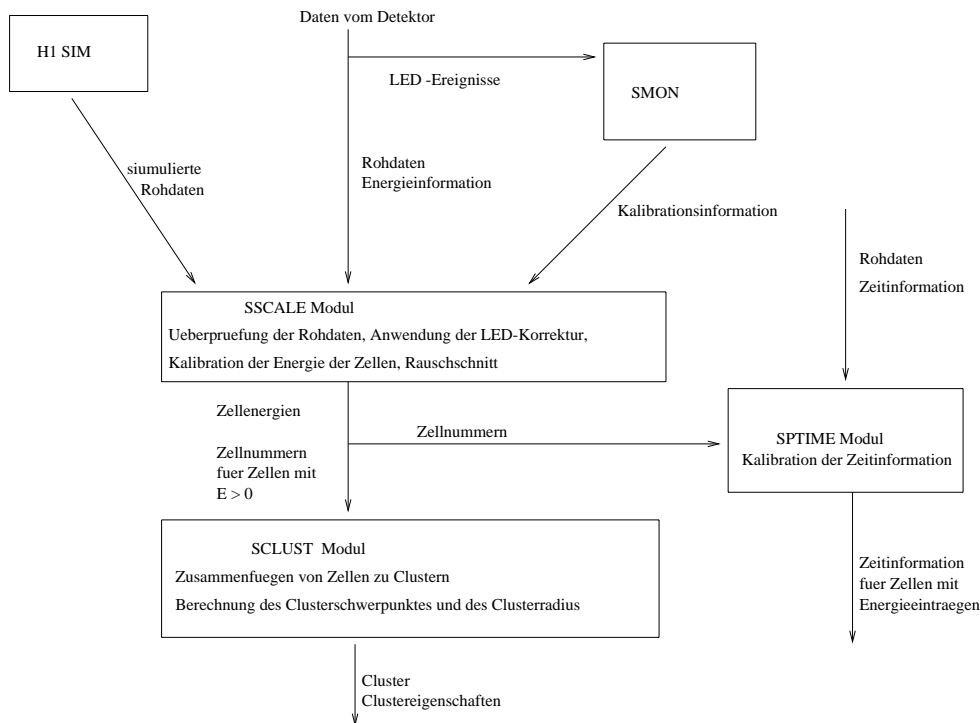 Daten vom Detektor
H1 SIM
LED -Ereignisse
SMON
siumulierte
Rohdaten
Rohdaten
Energieinformation
Kalibrationsinformation
Rohdaten
Zeitinformation
SSCALE Modul
Ueberpruefung der Rohdaten, Anwendung der LED-Korrektur,
Kalibration der Energie der Zellen, Rauschschnitt
Zellenergien
Zellnummern
fuer Zellen mit
E > 0
Zellnummern
SPTIME Modul
Kalibration der Zeitinformation
SCLUST Modul
Zusammenfuegen von Zellen zu Clustern
Berechnung des Clusterschwerpunktes und des Clusterradius
Zeitinformation
fuer Zellen mit
Energieeintraegen
Cluster
Clustereigenschaften